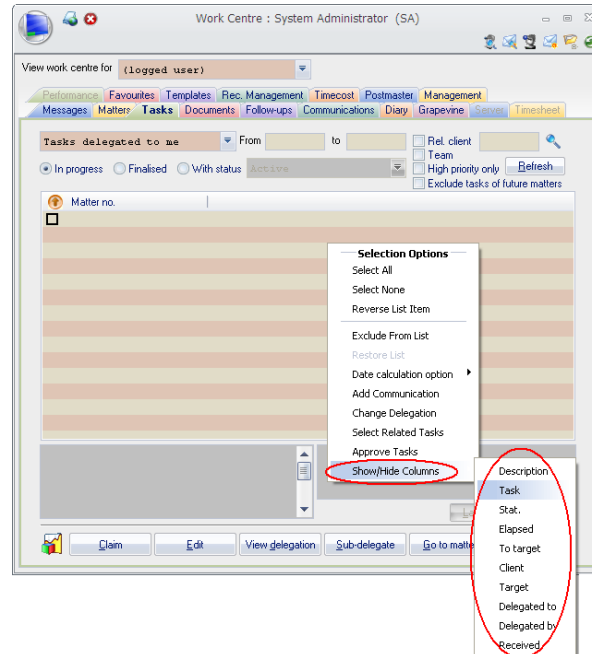 Work Centre : System Administrator (SA)
View work centre for (logged user)
Performance Favourites Templates Rec. Management Timecost Postmaster Management
Messages Matters Tasks Documents Follow-ups Communications Diary Grapevine Server Timesheet
Tasks delegated to me From to Rel. client
Team
In progress Finalised With status Active High priority only Refresh
Exclude tasks of future matters
Matter no.
Selection Options
Select All
Select None
Reverse List Item
Exclude From List
Restore List
Date calculation option
Add Communication
Change Delegation
Select Related Tasks
Approve Tasks
Show/Hide Columns
Description
Task
Stat.
Elapsed
To target
Client
Target
Delegated to
Delegated by
Received
Claim Edit View delegation Sub-delegate Go to matte